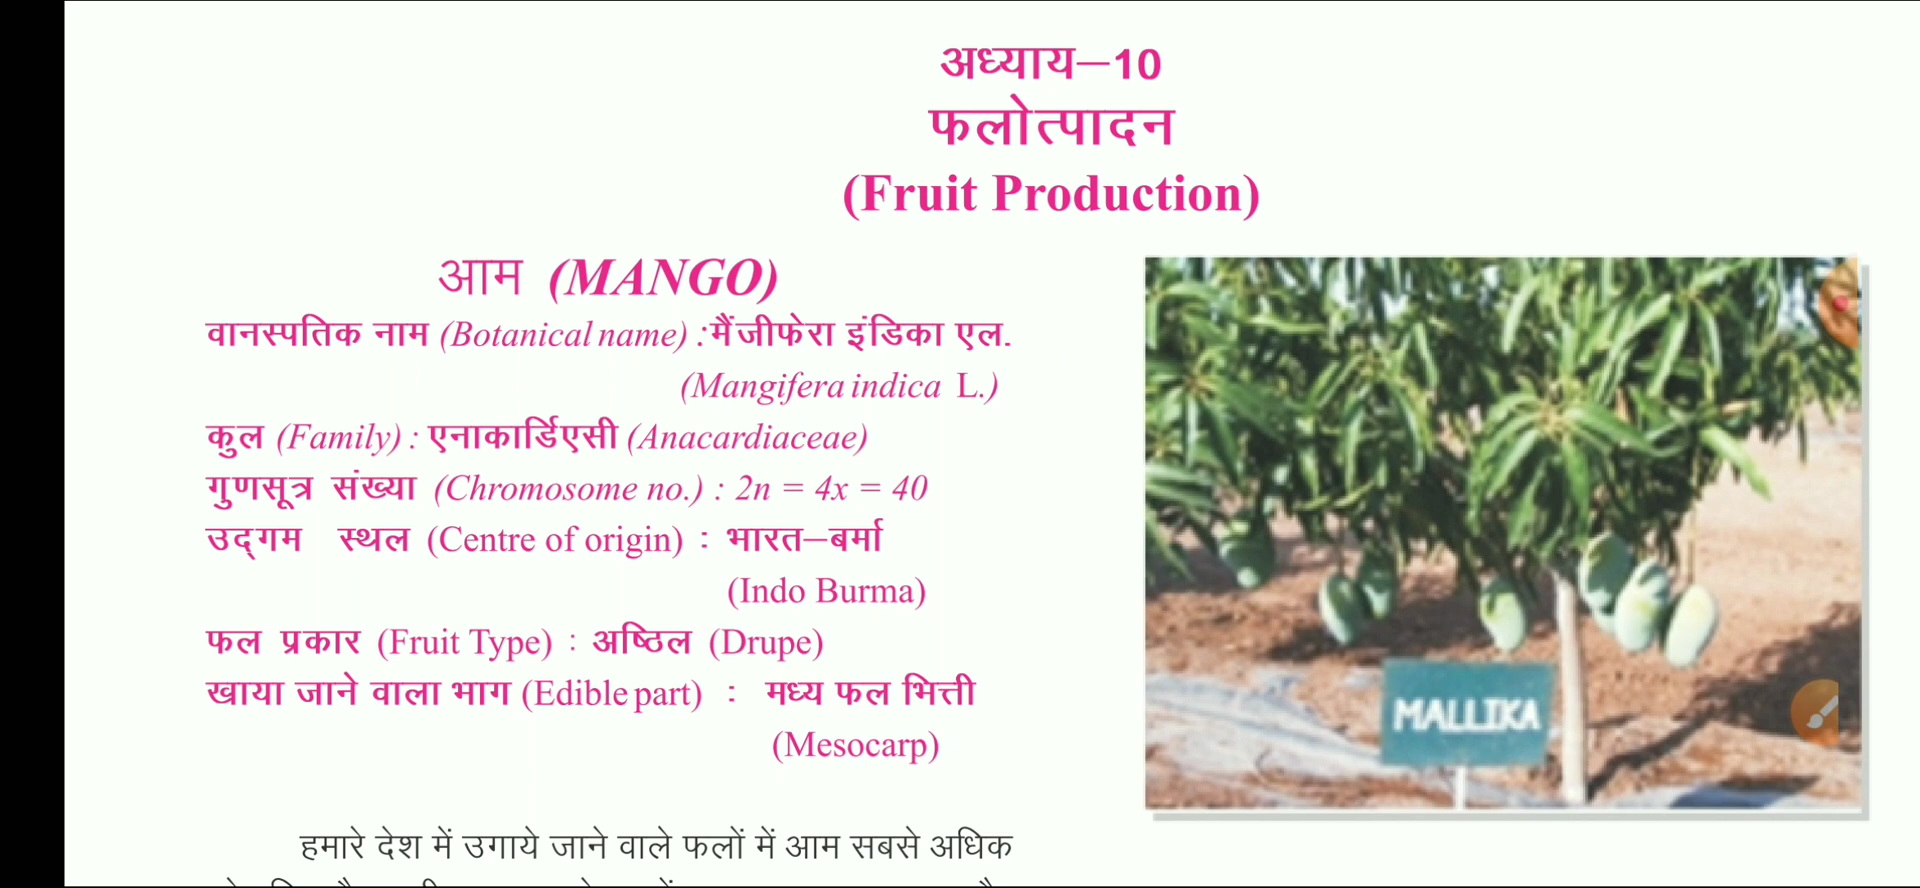 अध्याय–10
फलोत्पादन
(Fruit Production)
आम (MANGO)
वानस्पतिक नाम (Botanical name) :मैंजीफेरा इंडिका एल.
(Mangifera indica L.)
कुल (Family) : एनाकार्डिएसी (Anacardiaceae)
गुणसूत्र संख्या (Chromosome no.) : 2n = 4x = 40
उद्गम स्थल (Centre of origin) : भारत–बर्मा
(Indo Burma)
फल प्रकार (Fruit Type) : अष्ठिल (Drupe)
खाया जाने वाला भाग (Edible part) : मध्य फल भित्ती
(Mesocarp)
MALLIKA
हमारे देश में उगाये जाने वाले फलों में आम सबसे अधिक